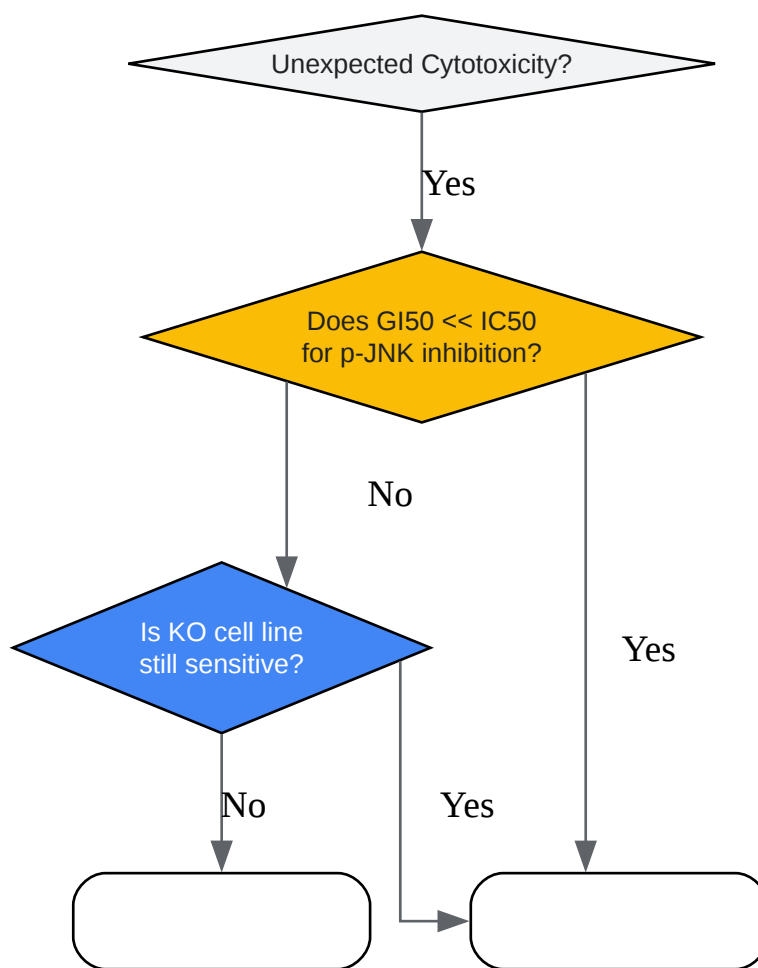 Unexpected Cytotoxicity?
Yes
Does GI50 << IC50
for p-JNK inhibition?
No
Is KO cell line
still sensitive?
Yes
No
Yes